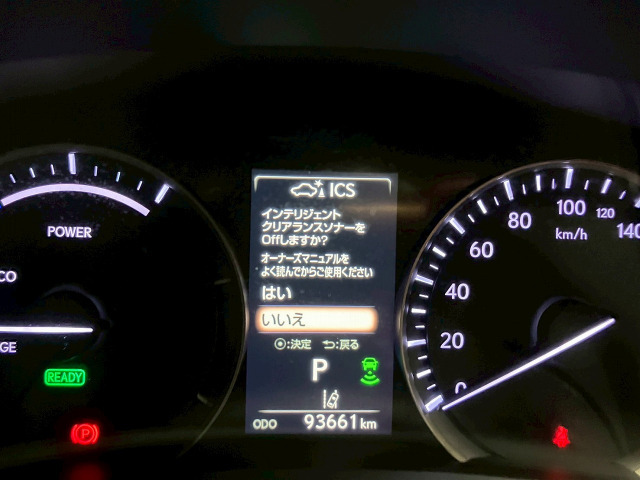 ICS
インテリジェント
クリアランスソナーを
Offしますか?
オーナーズマニュアルを
よく読んでからご使用ください
はい
いいえ
:決定 :戻る
P
ODO 93661 km
POWER
CO
GE
READY
P
0
20
40
60
80
100
120
140
km/h